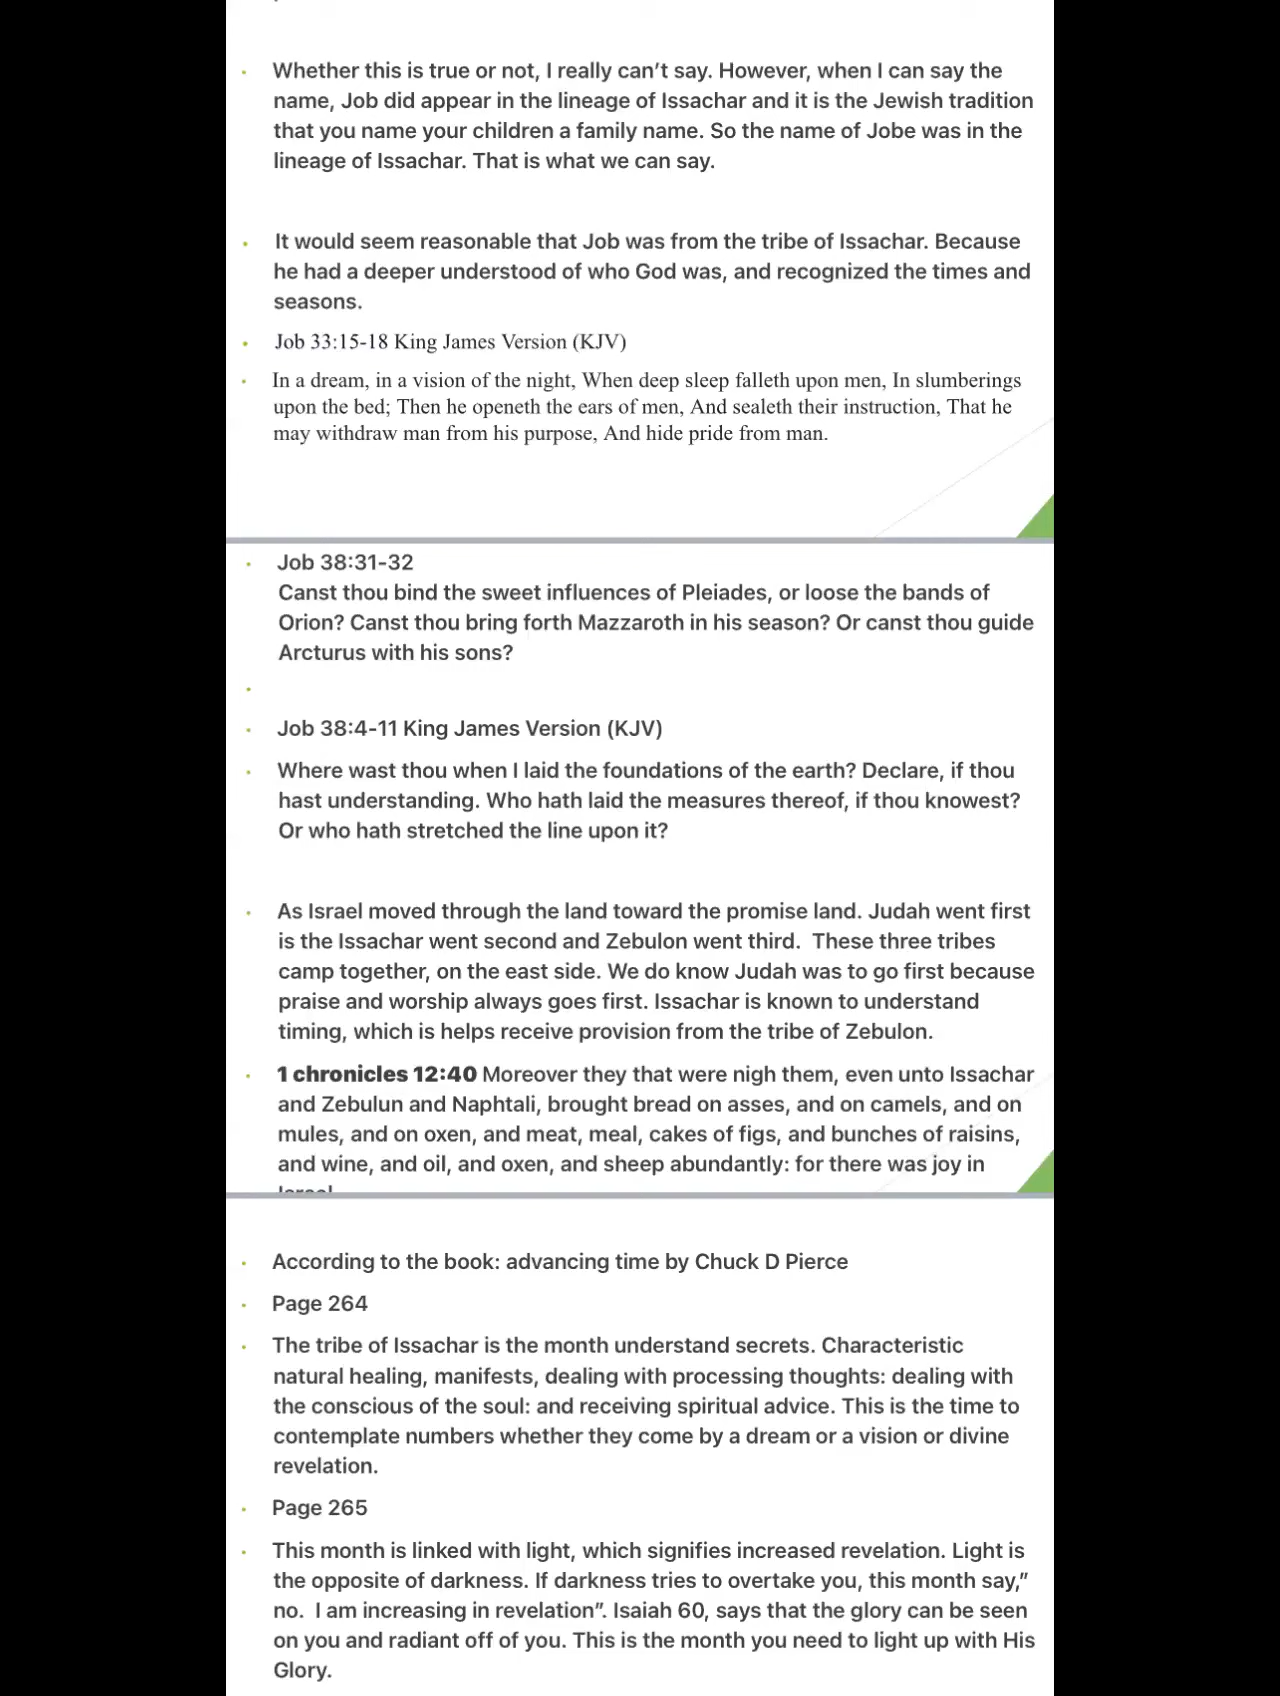 Whether this is true or not, I really can’t say. However, when I can say the
name, Job did appear in the lineage of Issachar and it is the Jewish tradition
that you name your children a family name. So the name of Jobe was in the
lineage of Issachar. That is what we can say.
It would seem reasonable that Job was from the tribe of Issachar. Because
he had a deeper understood of who God was, and recognized the times and
seasons.
Job 33:15-18 King James Version (KJV)
In a dream, in a vision of the night, When deep sleep falleth upon men, In slumberings
upon the bed; Then he openeth the ears of men, And sealeth their instruction, That he
may withdraw man from his purpose, And hide pride from man.
Job 38:31-32
Canst thou bind the sweet influences of Pleiades, or loose the bands of
Orion? Canst thou bring forth Mazzaroth in his season? Or canst thou guide
Arcturus with his sons?
Job 38:4-11 King James Version (KJV)
Where wast thou when I laid the foundations of the earth? Declare, if thou
hast understanding. Who hath laid the measures thereof, if thou knowest?
Or who hath stretched the line upon it?
As Israel moved through the land toward the promise land. Judah went first
is the Issachar went second and Zebulon went third.  These three tribes
camp together, on the east side. We do know Judah was to go first because
praise and worship always goes first. Issachar is known to understand
timing, which is helps receive provision from the tribe of Zebulon.
1 chronicles 12:40 Moreover they that were nigh them, even unto Issachar
and Zebulun and Naphtali, brought bread on asses, and on camels, and on
mules, and on oxen, and meat, meal, cakes of figs, and bunches of raisins,
and wine, and oil, and oxen, and sheep abundantly: for there was joy in
According to the book: advancing time by Chuck D Pierce
Page 264
The tribe of Issachar is the month understand secrets. Characteristic
natural healing, manifests, dealing with processing thoughts: dealing with
the conscious of the soul: and receiving spiritual advice. This is the time to
contemplate numbers whether they come by a dream or a vision or divine
revelation.
Page 265
This month is linked with light, which signifies increased revelation. Light is
the opposite of darkness. If darkness tries to overtake you, this month say,”
no.  I am increasing in revelation”. Isaiah 60, says that the glory can be seen
on you and radiant off of you. This is the month you need to light up with His
Glory.